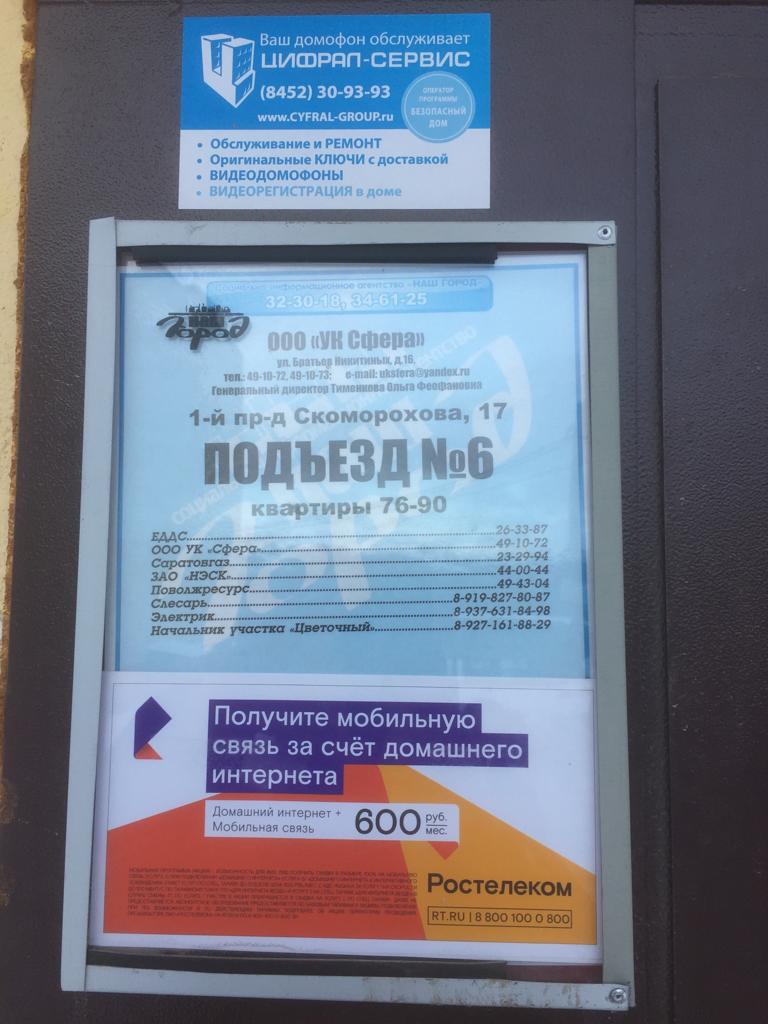 Ваш домофон обслуживает
ЦИФРАЛ-СЕРВИС
(8452) 30-93-93
www.CYFRAL-GROUP.ru
ОПЕРАТОР
ПРОГРАММЫ
БЕЗОПАСНЫЙ
ДОМ
• Обслуживание и РЕМОНТ
• Оригинальные КЛЮЧИ с доставкой
• ВИДЕОДОМОФОНЫ
• ВИДЕОРЕГИСТРАЦИЯ в доме
Социально-информационное агентство «НАШ ГОРОД»
32-30-18, 34-61-25
НАШ
Город
ООО «УК Сфера»
ул. Братьев Никитиных, д.16,
тел.: 49-10-72, 49-10-73; e-mail: uksfera@yandex.ru
Генеральный директор Тименкова Ольга Феофановна
1-й пр-д Скоморохова, 17
ПОДЪЕЗД №6
квартиры 76-90
ЕДДС 26-33-87
ООО УК «Сфера» 49-10-72
Саратовгаз 23-29-94
ЗАО «НЭСК» 44-00-44
Поволжресурс 49-43-04
Слесарь 8-919-827-80-87
Электрик 8-937-631-84-98
Начальник участка «Цветочный» 8-927-161-88-29
Получите мобильную
связь за счёт домашнего
интернета
Домашний интернет +
Мобильная связь
600 руб.
мес.
Ростелеком
RT.RU | 8 800 100 0 800